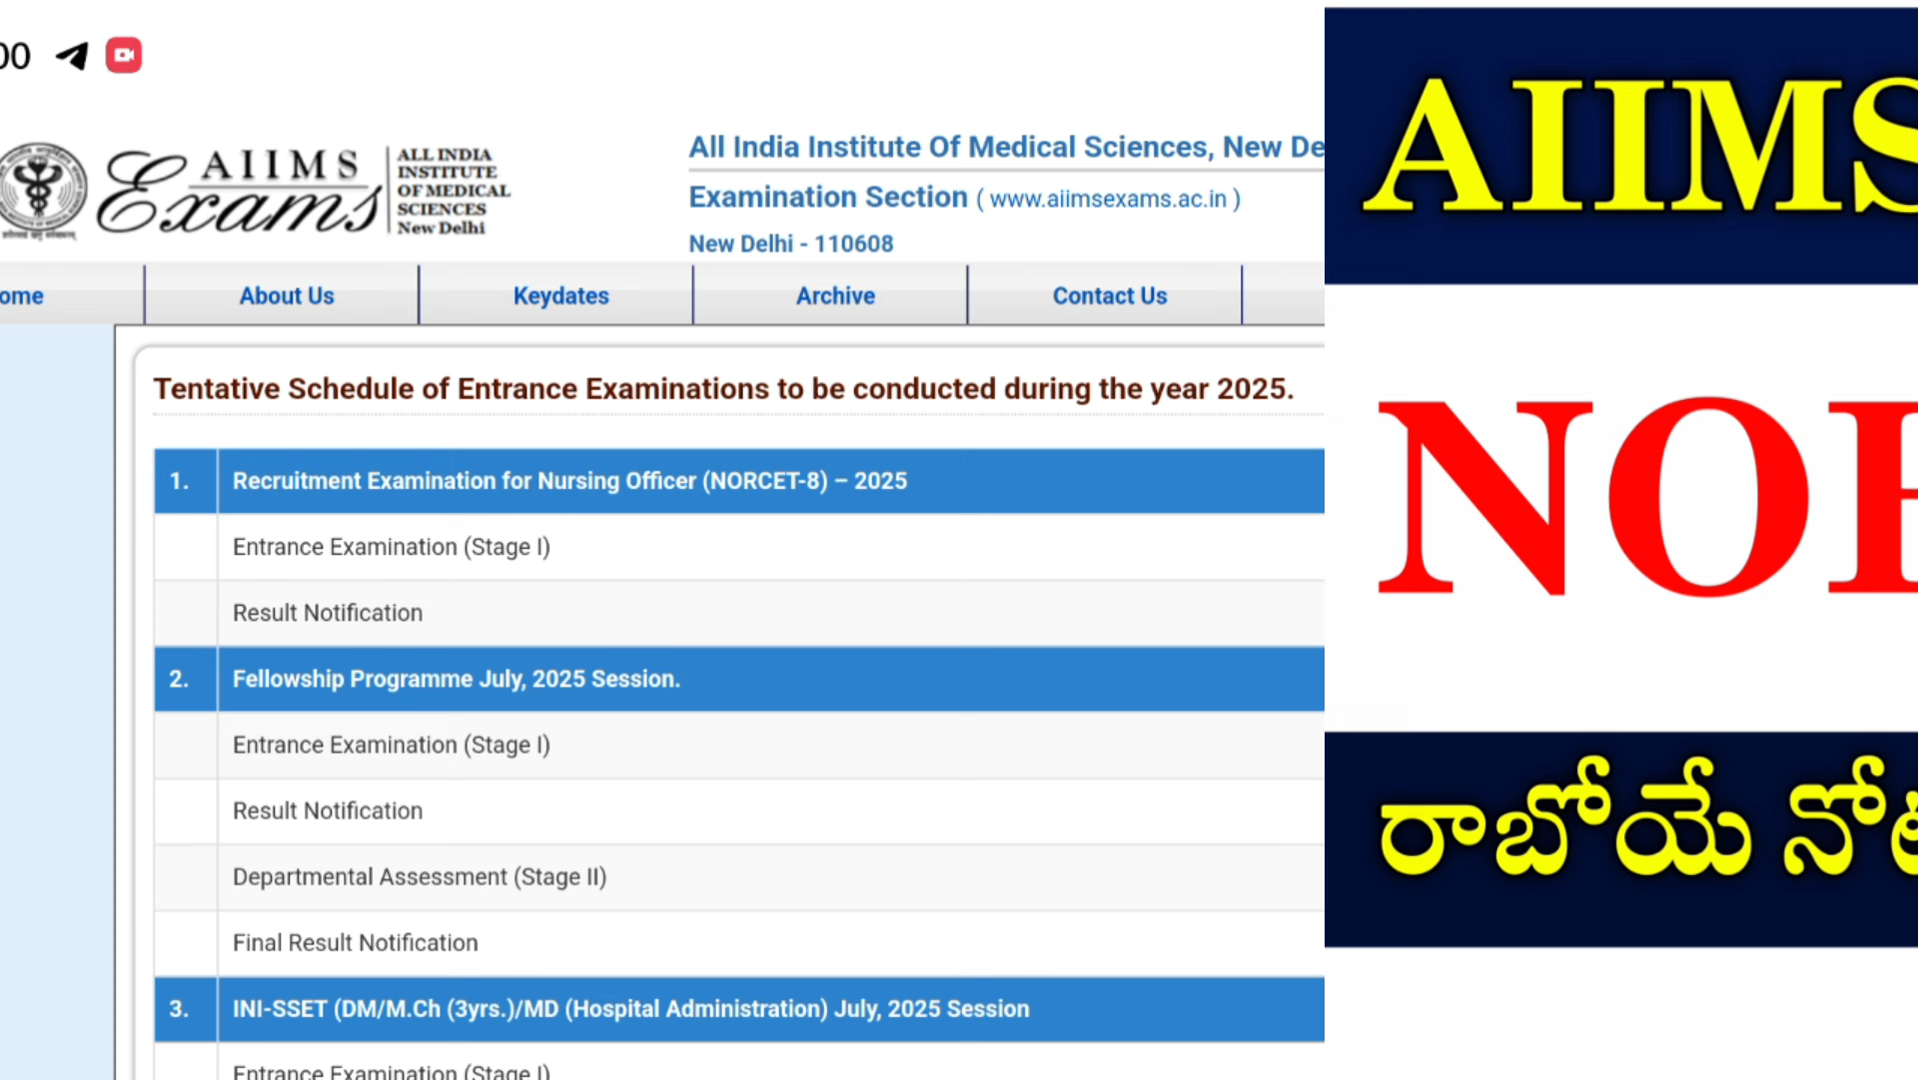 00
AIIMS
Exams
ALL INDIA
INSTITUTE
OF MEDICAL
SCIENCES
New Delhi
All India Institute Of Medical Sciences, New De
Examination Section ( www.aiimsexams.ac.in )
New Delhi - 110608
ome
About Us
Keydates
Archive
Contact Us
Tentative Schedule of Entrance Examinations to be conducted during the year 2025.
1. Recruitment Examination for Nursing Officer (NORCET-8) – 2025
Entrance Examination (Stage I)
Result Notification
2. Fellowship Programme July, 2025 Session.
Entrance Examination (Stage I)
Result Notification
Departmental Assessment (Stage II)
Final Result Notification
3. INI-SSET (DM/M.Ch (3yrs.)/MD (Hospital Administration) July, 2025 Session
Entrance Examination (Stage I)
AIIMS
NO
రాబోయే నో